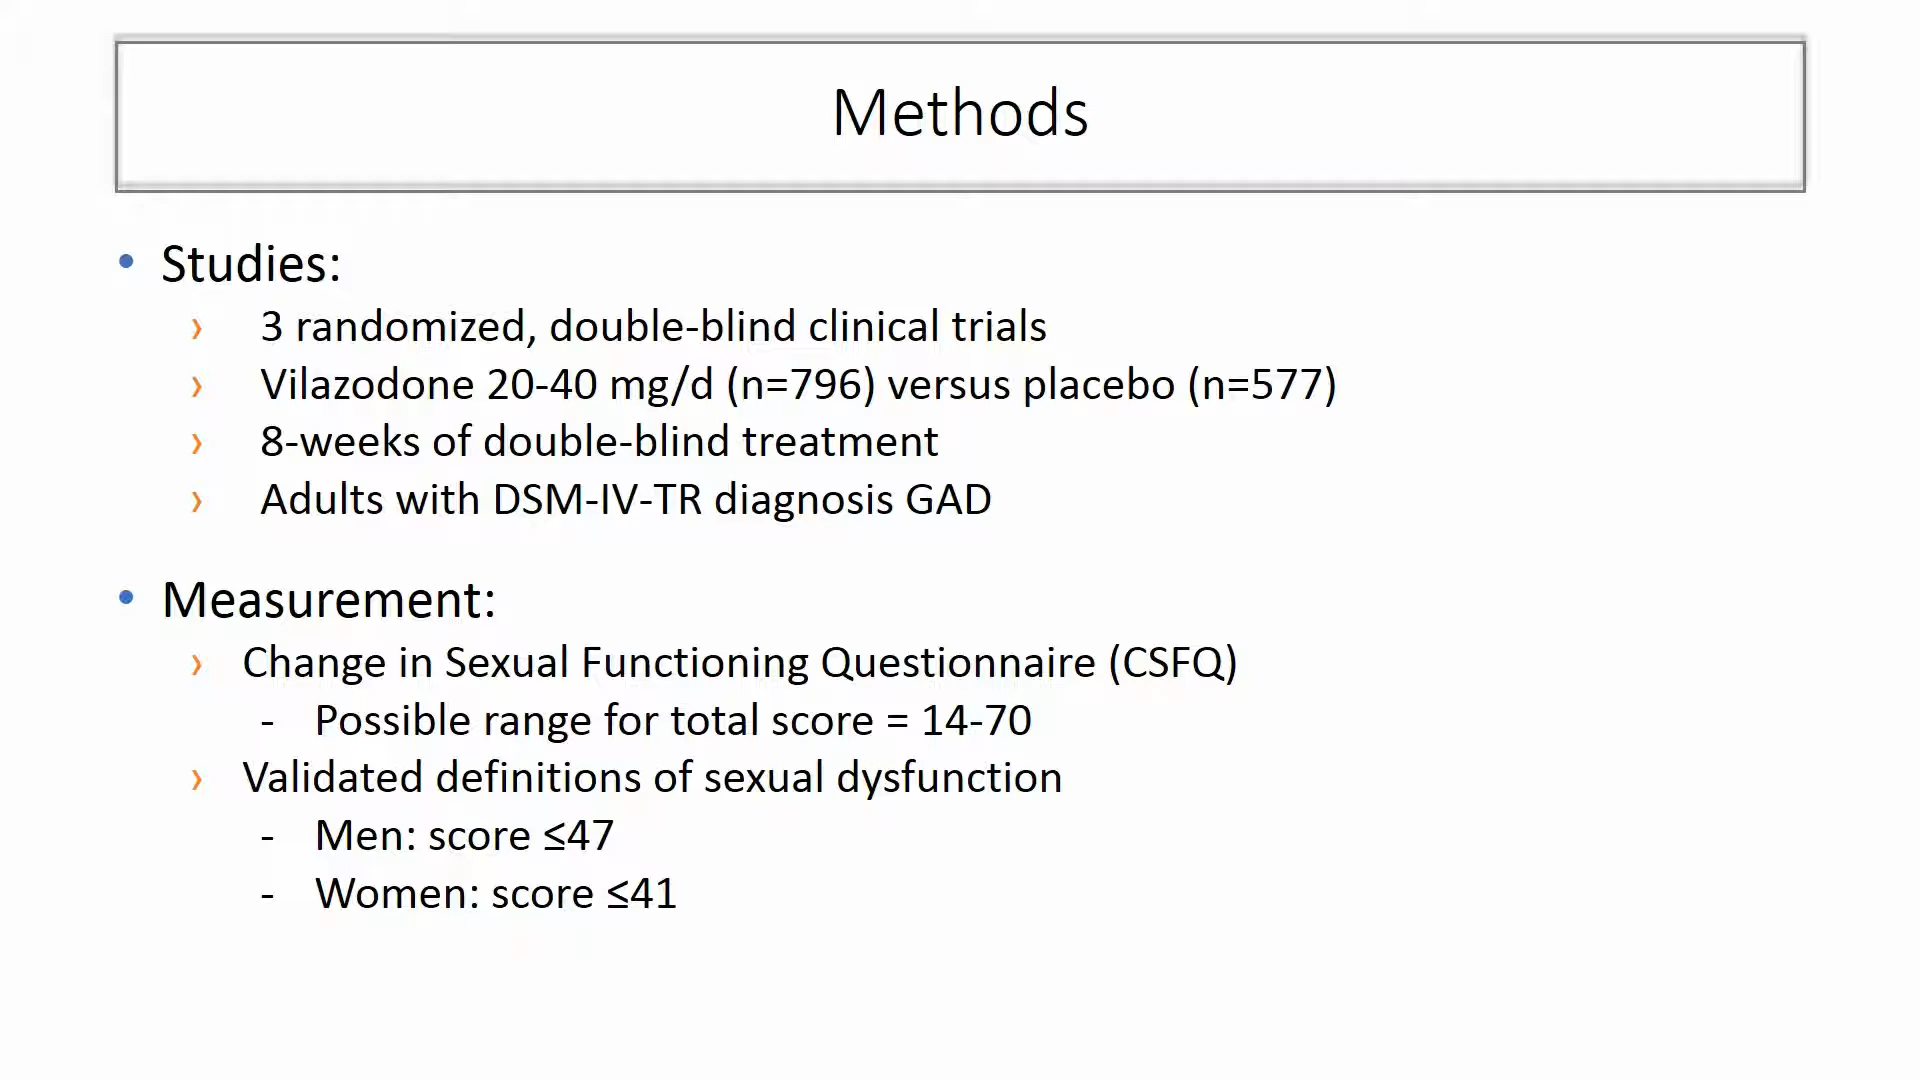 Methods
• Studies:
› 3 randomized, double-blind clinical trials
› Vilazodone 20-40 mg/d (n=796) versus placebo (n=577)
› 8-weeks of double-blind treatment
› Adults with DSM-IV-TR diagnosis GAD
• Measurement:
› Change in Sexual Functioning Questionnaire (CSFQ)
- Possible range for total score = 14-70
› Validated definitions of sexual dysfunction
- Men: score ≤47
- Women: score ≤41